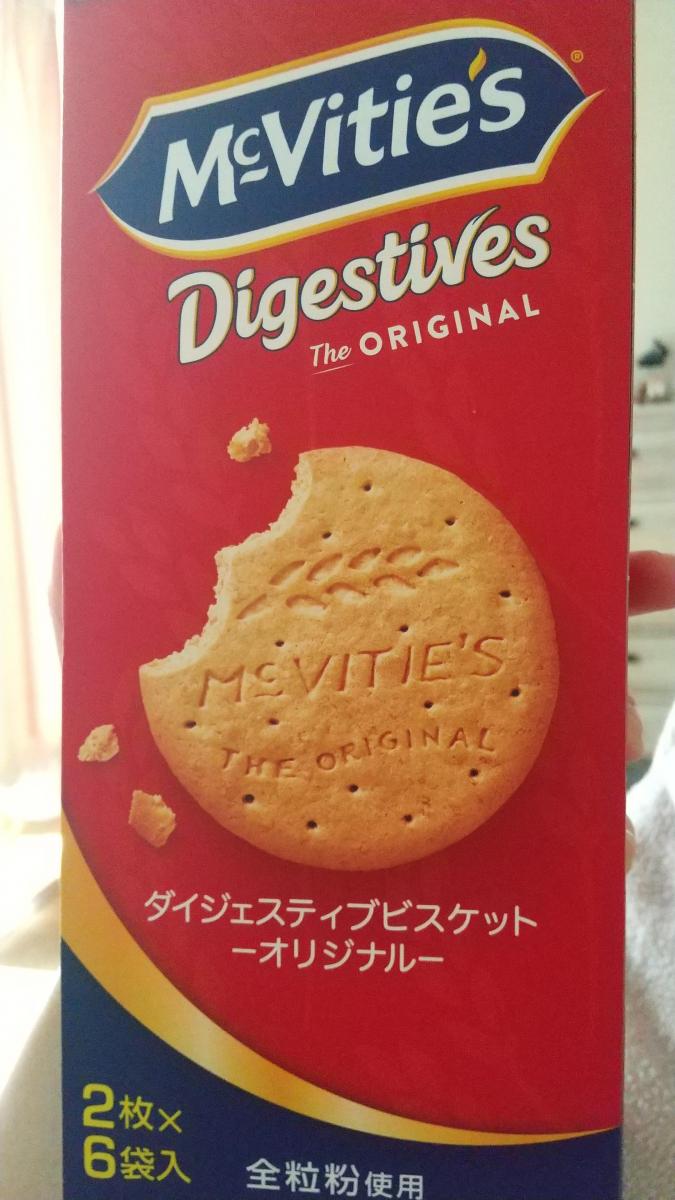 McVitie's®
Digestives
The ORIGINAL
McVITIE'S
THE ORIGINAL
ダイジェスティブビスケット
ーオリジナルー
2枚×
6袋入
全粒粉使用